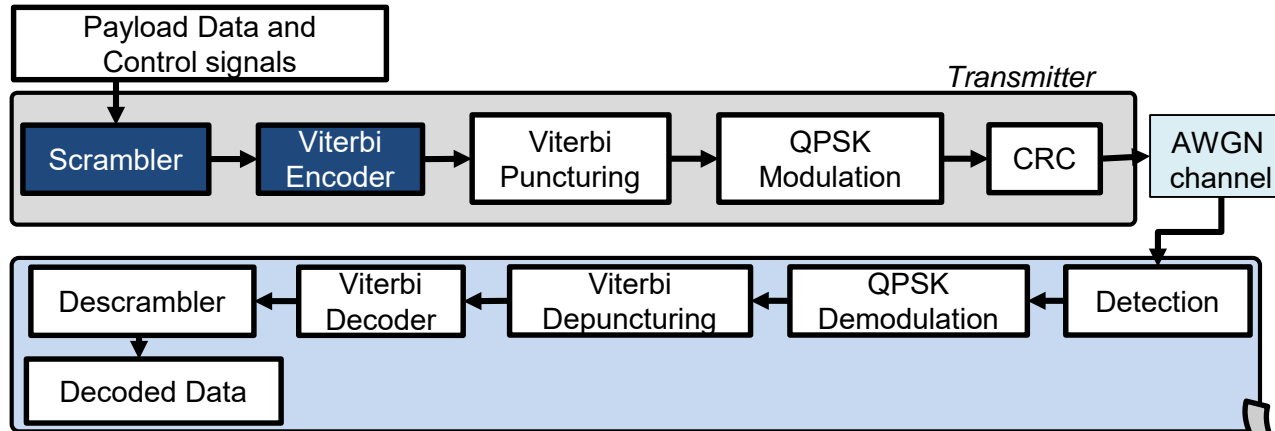 Payload Data and
Control signals
Transmitter
Scrambler
Viterbi
Encoder
Viterbi
Puncturing
QPSK
Modulation
CRC
AWGN
channel
Descrambler
Viterbi
Decoder
Viterbi
Depuncturing
QPSK
Demodulation
Detection
Decoded Data